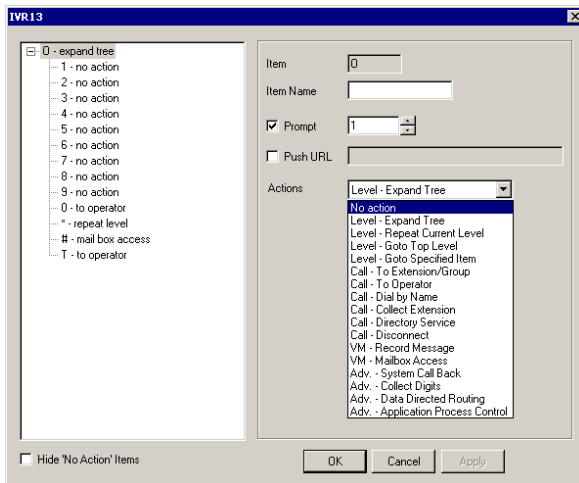 IVR13
0 - expand tree
1 - no action
2 - no action
3 - no action
4 - no action
5 - no action
6 - no action
7 - no action
8 - no action
9 - no action
0 - to operator
* - repeat level
# - mail box access
T - to operator
Item 0
Item Name
Prompt 1
Push URL
Actions Level - Expand Tree
No action
Level - Expand Tree
Level - Repeat Current Level
Level - Goto Top Level
Level - Goto Specified Item
Call - To Extension/Group
Call - To Operator
Call - Dial by Name
Call - Collect Extension
Call - Directory Service
Call - Disconnect
VM - Record Message
VM - Mailbox Access
Adv. - System Call Back
Adv. - Collect Digits
Adv. - Data Directed Routing
Adv. - Application Process Control
Hide 'No Action' Items
OK Cancel Apply